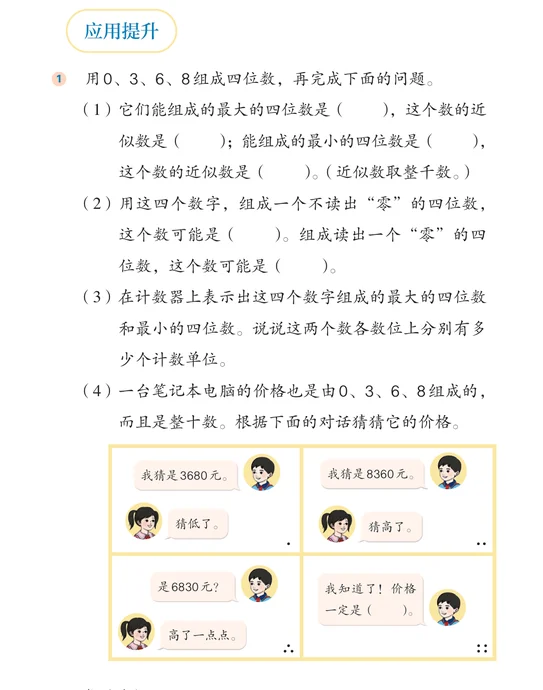 应用提升
1 用0、3、6、8组成四位数，再完成下面的问题。
（1）它们能组成的最大的四位数是（　　），这个数的近
似数是（　　）；能组成的最小的四位数是（　　），
这个数的近似数是（　　）。（近似数取整千数。）
（2）用这四个数字，组成一个不读出“零”的四位数，
这个数可能是（　　）。组成读出一个“零”的四
位数，这个数可能是（　　）。
（3）在计数器上表示出这四个数字组成的最大的四位数
和最小的四位数。说说这两个数各数位上分别有多
少个计数单位。
（4）一台笔记本电脑的价格也是由0、3、6、8组成的，
而且是整十数。根据下面的对话猜猜它的价格。
我猜是3680元。
猜低了。
我猜是8360元。
猜高了。
是6830元？
高了一点点。
我知道了！价格
一定是（　　）。